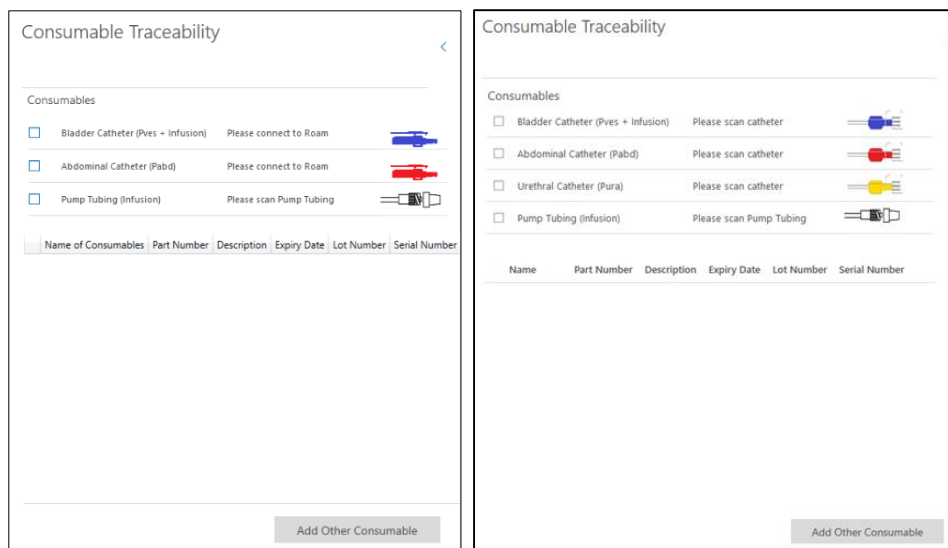 Consumable Traceability
Consumables
Bladder Catheter (Pves + Infusion) Please connect to Roam
Abdominal Catheter (Pabd) Please connect to Roam
Pump Tubing (Infusion) Please scan Pump Tubing
Name of Consumables Part Number Description Expiry Date Lot Number Serial Number
Add Other Consumable
Consumable Traceability
Consumables
Bladder Catheter (Pves + Infusion) Please scan catheter
Abdominal Catheter (Pabd) Please scan catheter
Urethral Catheter (Pura) Please scan catheter
Pump Tubing (Infusion) Please scan Pump Tubing
Name Part Number Description Expiry Date Lot Number Serial Number
Add Other Consumable